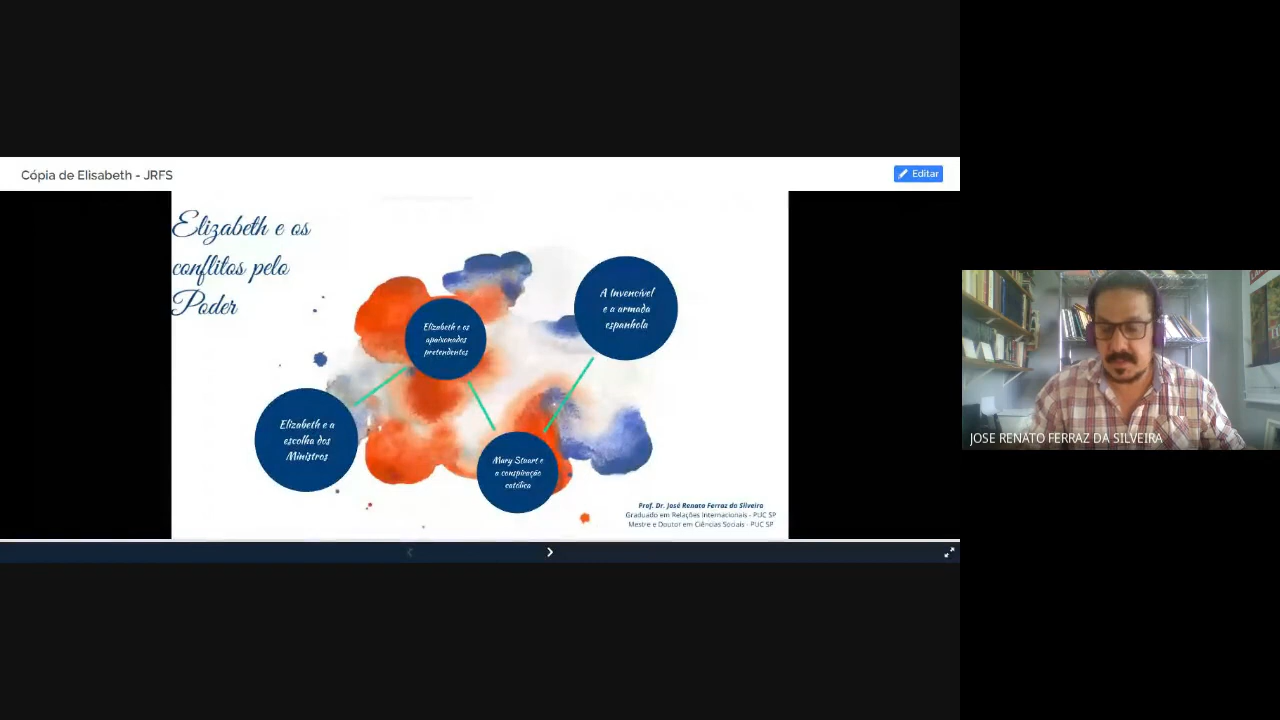 Cópia de Elisabeth - JRFS
Editar
Elizabeth e os
conflitos pelo
Poder
Elizabeth e os
apaixonados
pretendentes
A Invencível
e a armada
espanhola
Elizabeth e a
escolha dos
Ministros
Mary Stuart e
a conspiração
católica
Prof. Dr. José Renato Ferraz da Silveira
Graduado em Relações Internacionais - PUC SP
Mestre e Doutor em Ciências Sociais - PUC SP
JOSE RENATO FERRAZ DA SILVEIRA